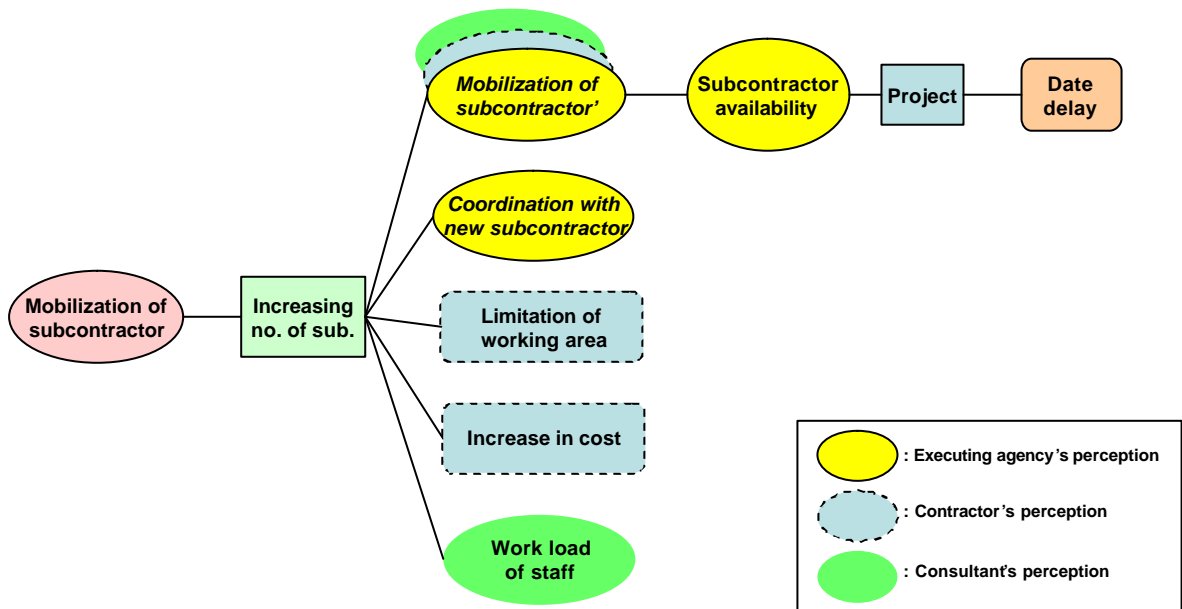 Mobilization of
subcontractor’
Subcontractor
availability
Project
Date
delay
Coordination with
new subcontractor
Mobilization of
subcontractor
Increasing
no. of sub.
Limitation of
working area
Increase in cost
Work load
of staff
: Executing agency’s perception
: Contractor’s perception
: Consultant’s perception